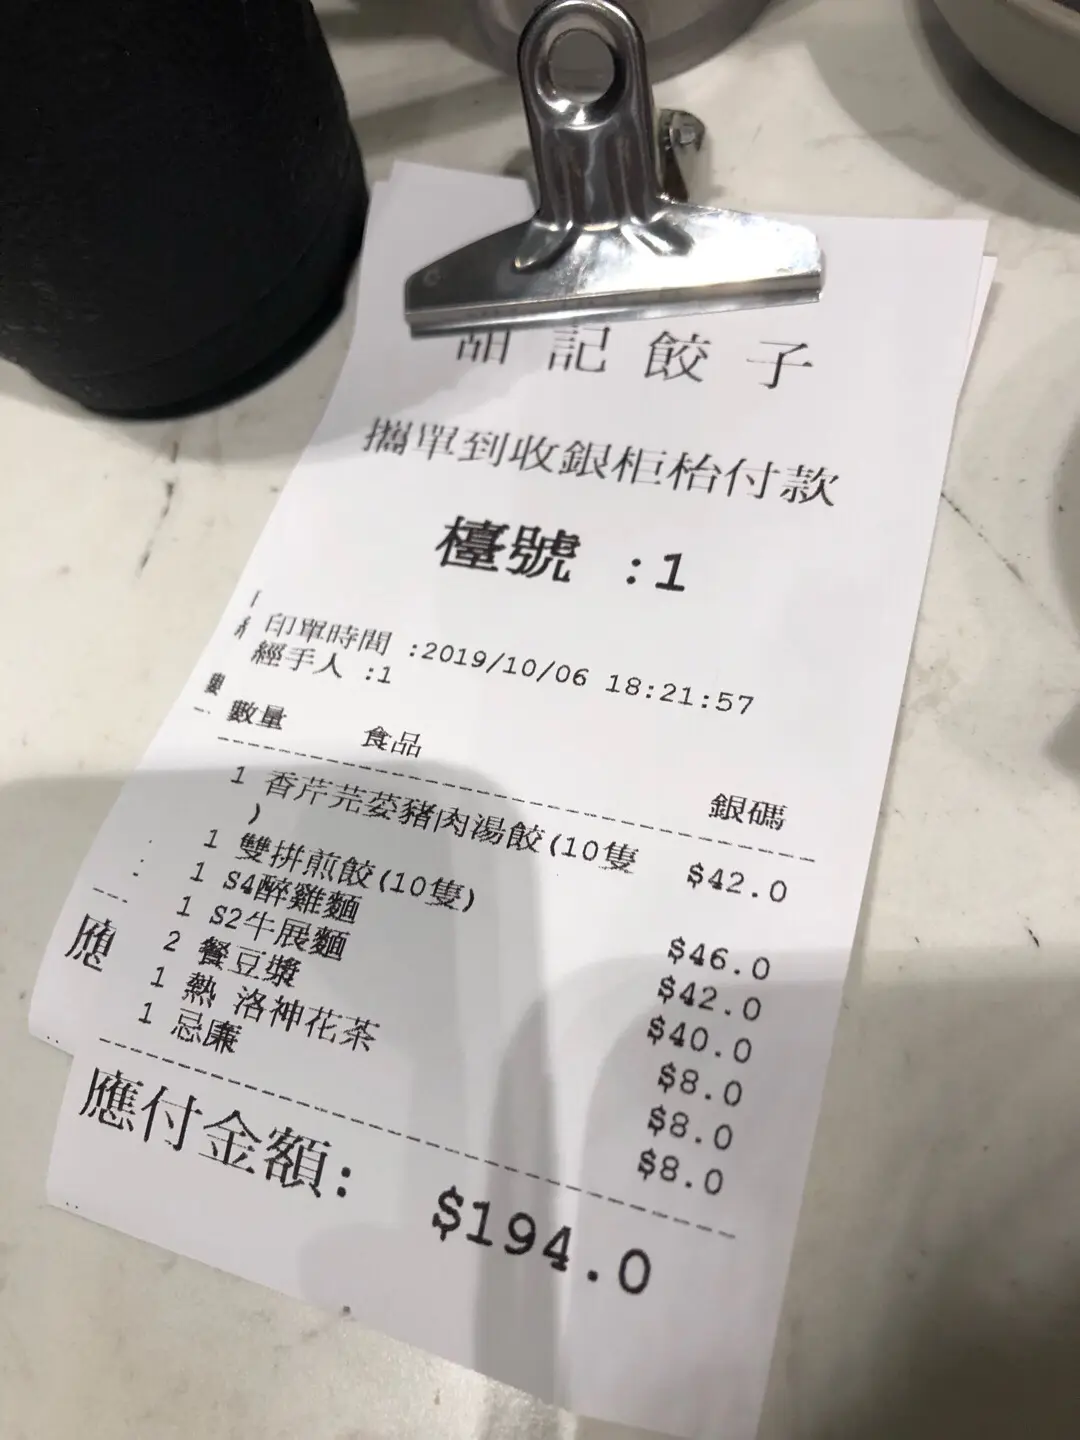 甜記餃子
攜單到收銀柜枱付款
檯號 :1
印單時間 :2019/10/06 18:21:57
經手人 :1
數量 食品 銀碼
1 香芹芫荽豬肉湯餃(10隻) $42.0
1 雙拼煎餃(10隻) $46.0
1 S4醉雞麵 $42.0
1 S2牛展麵 $40.0
2 餐豆漿 $8.0
1 熱 洛神花茶 $8.0
1 忌廉 $8.0
應付金額: $194.0
應